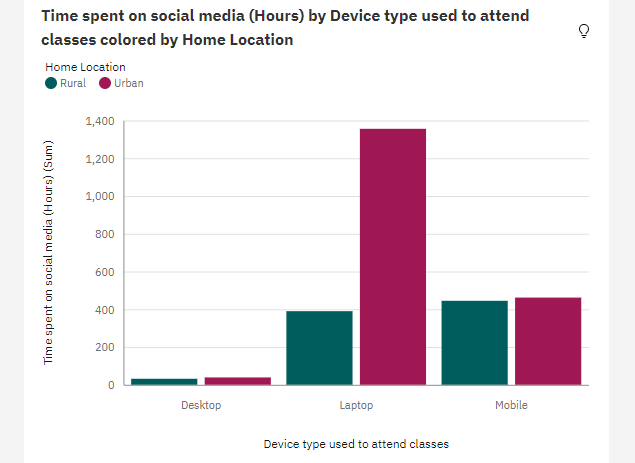 Time spent on social media (Hours) by Device type used to attend
classes colored by Home Location
Home Location
Rural Urban
Time spent on social media (Hours) (Sum)
1,400
1,200
1,000
800
600
400
200
0
Desktop Laptop Mobile
Device type used to attend classes